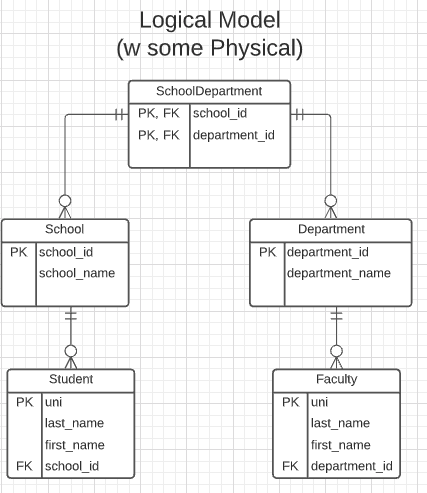 Logical Model
(w some Physical)
SchoolDepartment
PK, FK school_id
PK, FK department_id
School
PK school_id
school_name
Department
PK department_id
department_name
Student
PK uni
last_name
first_name
FK school_id
Faculty
PK uni
last_name
first_name
FK department_id